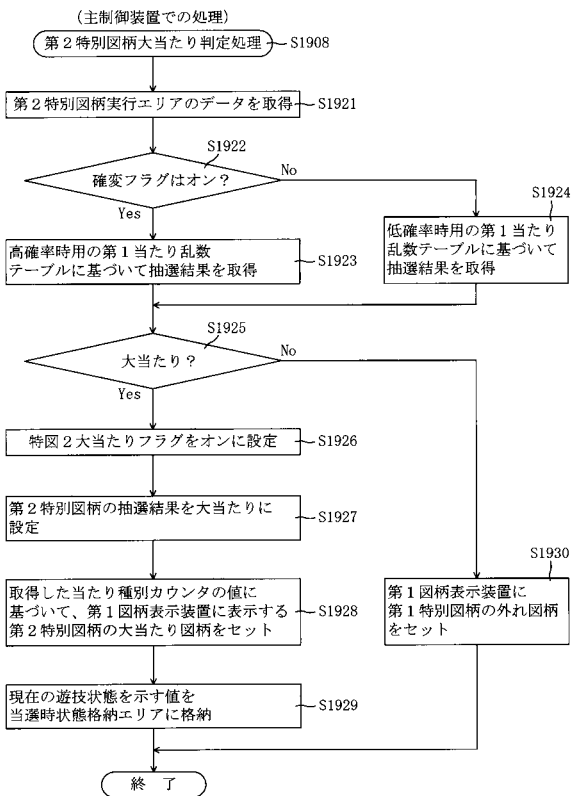 (主制御装置での処理)
第2特別図柄大当たり判定処理
S1908
第2特別図柄実行エリアのデータを取得
S1921
S1922
確変フラグはオン?
No
Yes
S1924
高確率時用の第1当たり乱数
テーブルに基づいて抽選結果を取得
S1923
低確率時用の第1当たり
乱数テーブルに基づいて
抽選結果を取得
S1925
大当たり?
No
Yes
特図2大当たりフラグをオンに設定
S1926
第2特別図柄の抽選結果を大当たりに
設定
S1927
取得した当たり種別カウンタの値に
基づいて、第1図柄表示装置に表示する
第2特別図柄の大当たり図柄をセット
S1928
S1930
第1図柄表示装置に
第1特別図柄の外れ図柄
をセット
現在の遊技状態を示す値を
当選時状態格納エリアに格納
S1929
終 了